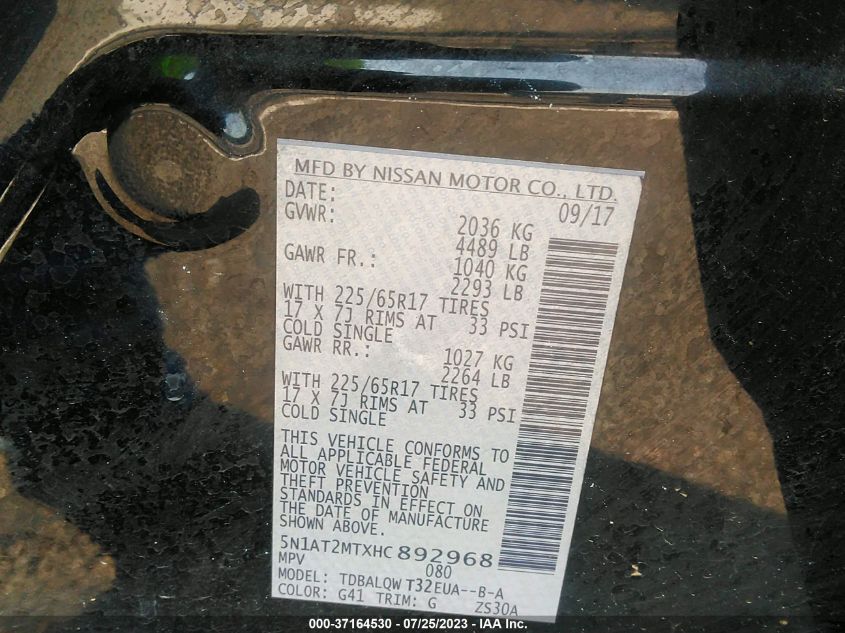 MFD BY NISSAN MOTOR CO., LTD.
DATE: 09/17
GVWR: 2036 KG
4489 LB
GAWR FR.: 1040 KG
2293 LB
WITH 225/65R17 TIRES
17 X 7J RIMS AT 33 PSI
COLD SINGLE
GAWR RR.: 1027 KG
2264 LB
WITH 225/65R17 TIRES
17 X 7J RIMS AT 33 PSI
COLD SINGLE
THIS VEHICLE CONFORMS TO
ALL APPLICABLE FEDERAL
MOTOR VEHICLE SAFETY AND
THEFT PREVENTION
STANDARDS IN EFFECT ON
THE DATE OF MANUFACTURE
SHOWN ABOVE.
5N1AT2MTXHC892968
MPV 080
MODEL: TDBALQW T32EUA--B-A
COLOR: G41 TRIM: G ZS30A
000-37164530 - 07/25/2023 - IAA Inc.